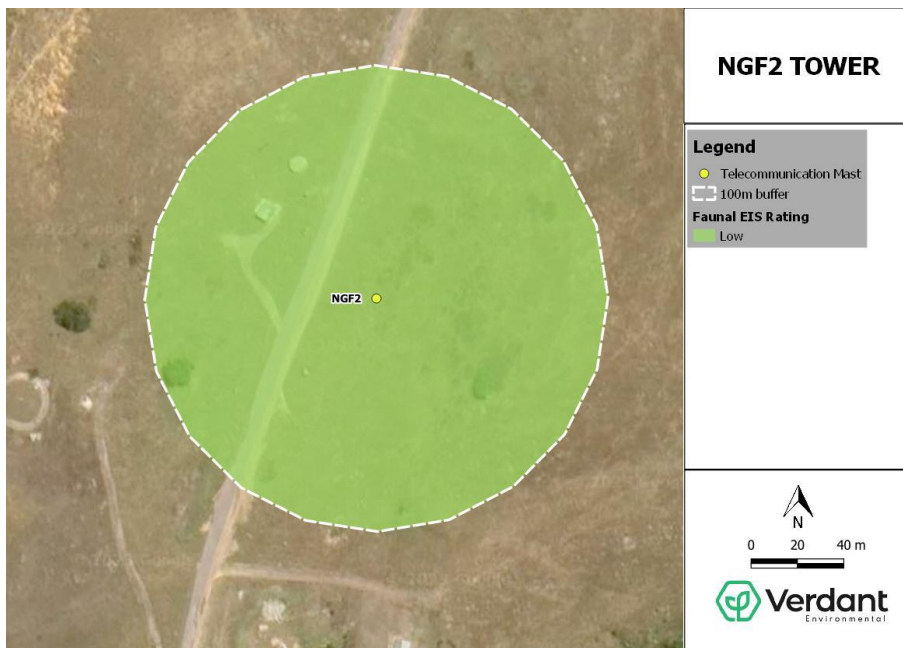 NGF2 TOWER
Legend
Telecommunication Mast
100m buffer
Faunal EIS Rating
Low
NGF2
N
0 20 40 m
Verdant
Environmental